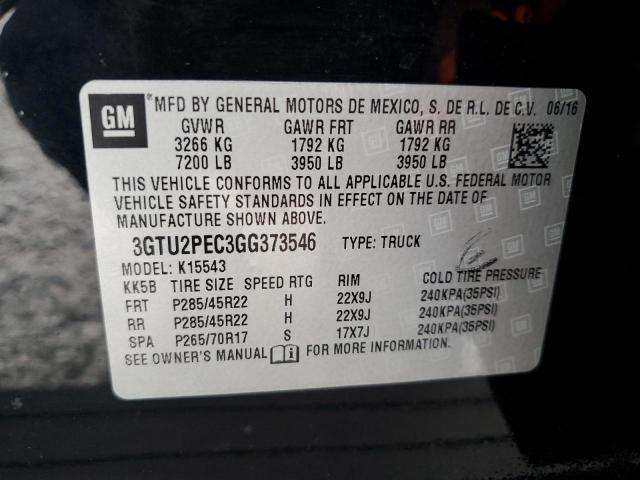 GM
*MFD BY GENERAL MOTORS DE MEXICO, S. DE R.L. DE C.V. 06/16
GVWR GAWR FRT GAWR RR
3266 KG 1792 KG 1792 KG
7200 LB 3950 LB 3950 LB
THIS VEHICLE CONFORMS TO ALL APPLICABLE U.S. FEDERAL MOTOR
VEHICLE SAFETY STANDARDS IN EFFECT ON THE DATE OF
MANUFACTURE SHOWN ABOVE.
3GTU2PEC3GG373546 TYPE: TRUCK
MODEL: K15543
KK5B TIRE SIZE SPEED RTG RIM COLD TIRE PRESSURE
FRT P285/45R22 H 22X9J 240KPA(35PSI)
RR P285/45R22 H 22X9J 240KPA(35PSI)
SPA P265/70R17 S 17X7J 240KPA(35PSI)
SEE OWNER'S MANUAL FOR MORE INFORMATION.